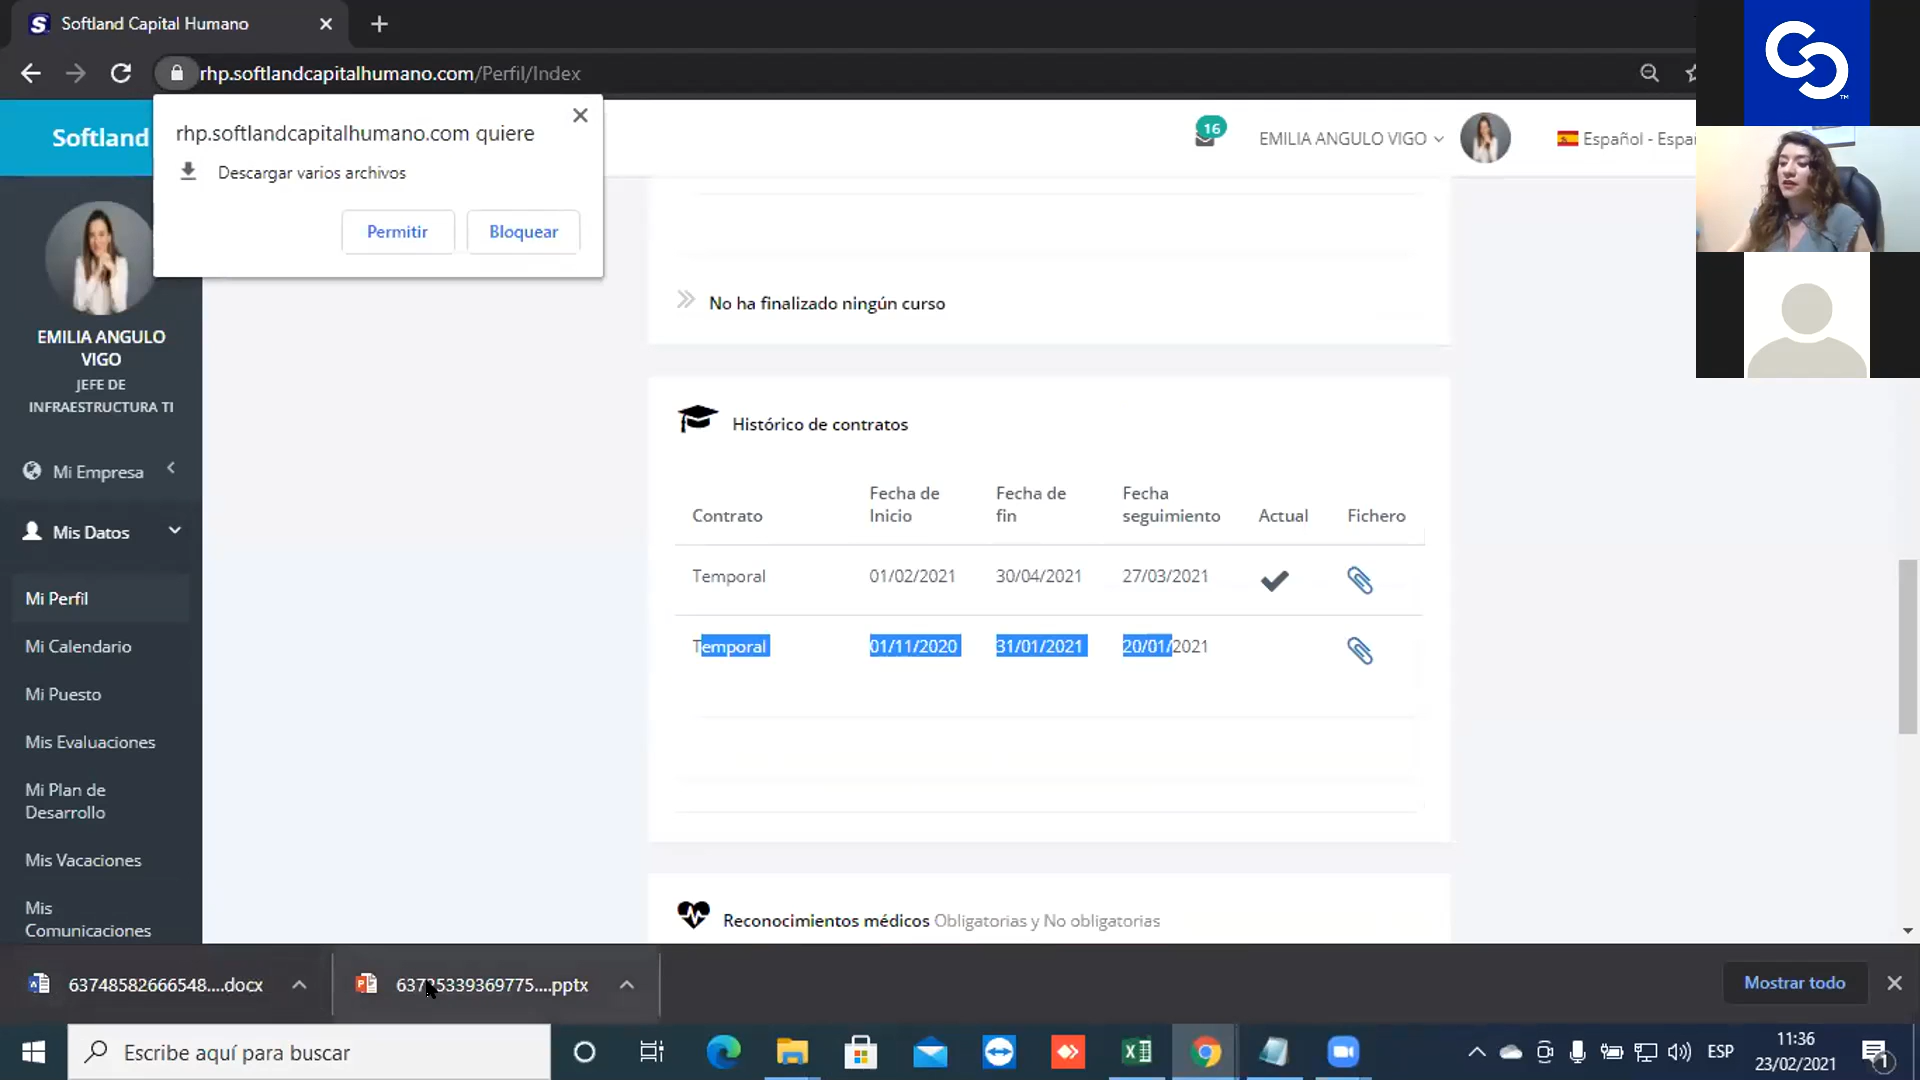 Softland Capital Humano
rhp.softlandcapitalhumano.com/Perfil/Index
Softland
rhp.softlandcapitalhumano.com quiere
Descargar varios archivos
Permitir
Bloquear
16
EMILIA ANGULO VIGO
Español - Espa
EMILIA ANGULO
VIGO
JEFE DE
INFRAESTRUCTURA TI
Mi Empresa
Mis Datos
Mi Perfil
Mi Calendario
Mi Puesto
Mis Evaluaciones
Mi Plan de
Desarrollo
Mis Vacaciones
Mis
Comunicaciones
No ha finalizado ningún curso
Histórico de contratos
Contrato
Fecha de
Inicio
Fecha de
fin
Fecha
seguimiento
Actual
Fichero
Temporal 01/02/2021 30/04/2021 27/03/2021
Temporal 01/11/2020 31/01/2021 20/01/2021
Reconocimientos médicos Obligatorias y No obligatorias
63748582666548....docx
Mostrar todo
Escribe aquí para buscar
ESP
11:36
23/02/2021
1